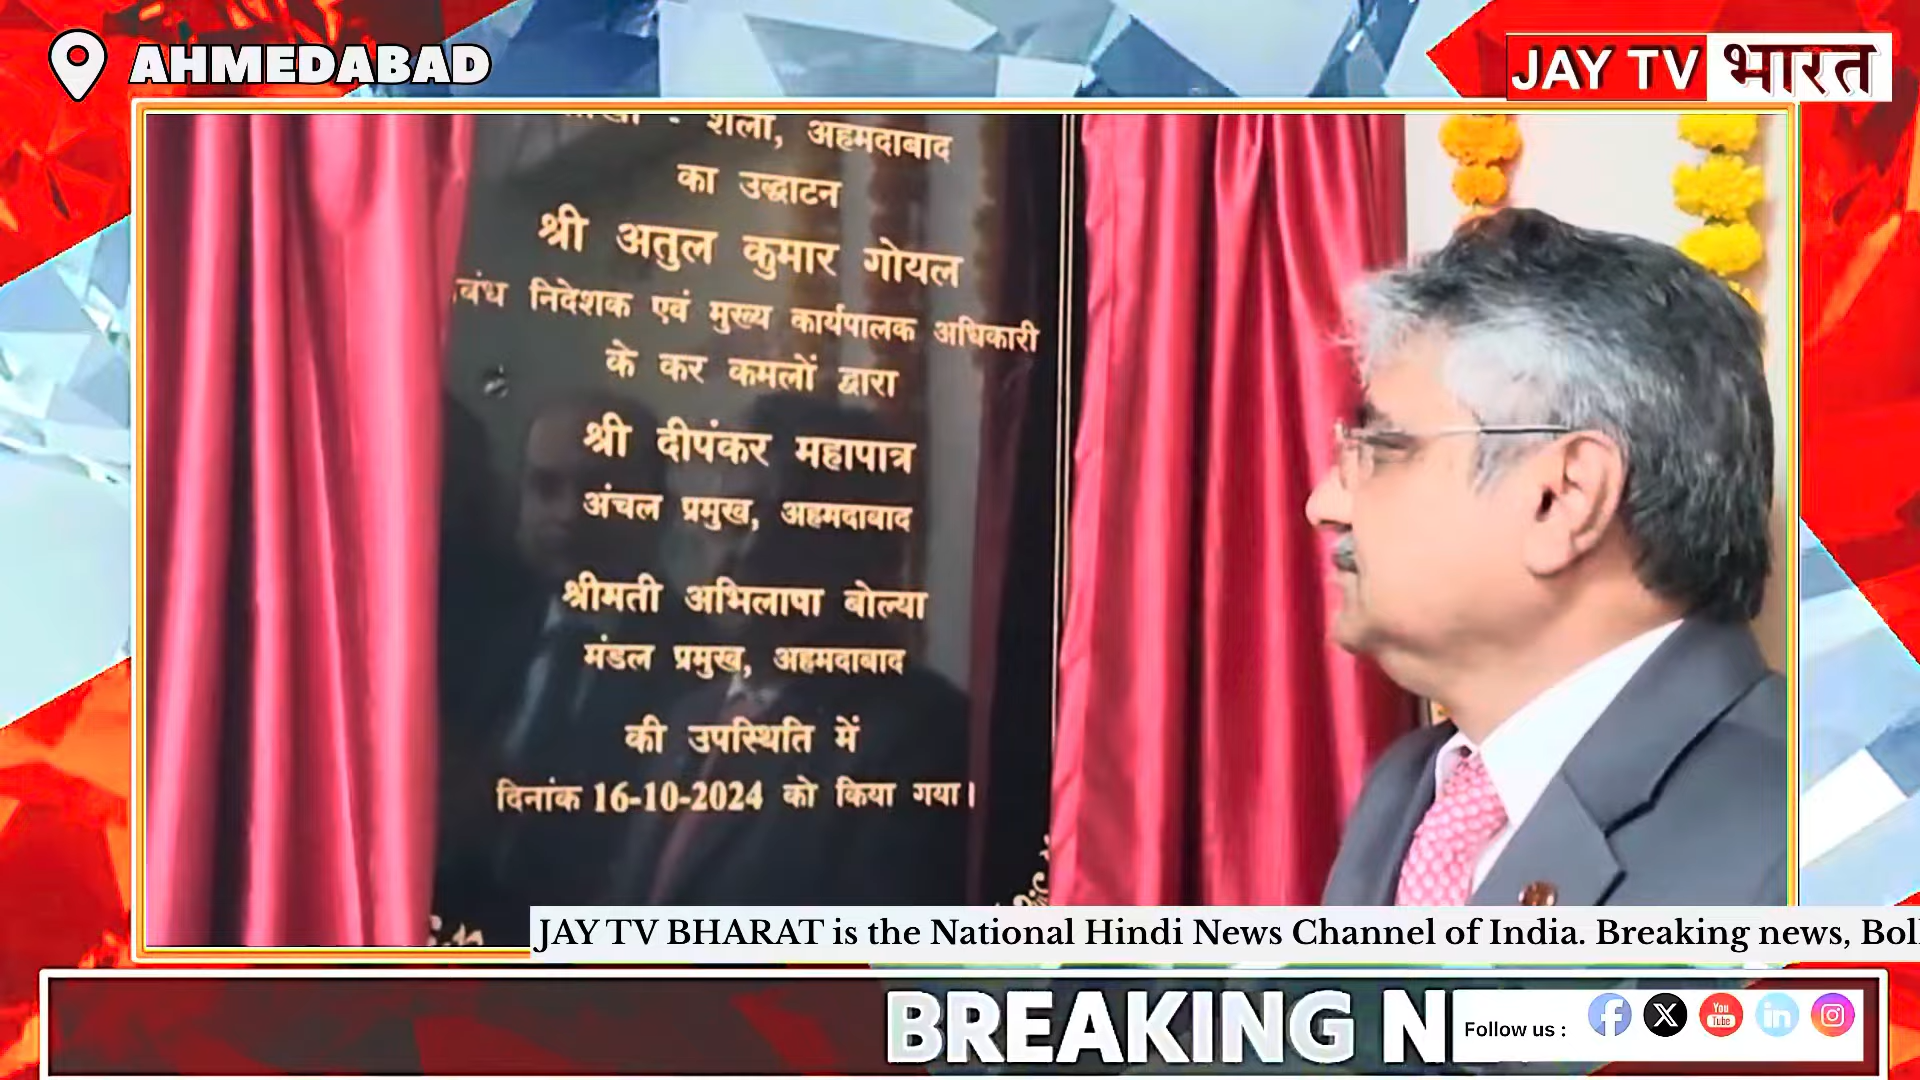 AHMEDABAD
JAY TV भारत
शेला, अहमदाबाद
का उद्घाटन
श्री अतुल कुमार गोयल
निदेशक एवं मुख्य कार्यपालक अधिकारी
के कर कमलों द्वारा
श्री दीपंकर महापात्र
अंचल प्रमुख, अहमदाबाद
श्रीमती अभिलाषा बोल्या
मंडल प्रमुख, अहमदाबाद
की उपस्थिति में
दिनांक 16-10-2024 को किया गया।
JAY TV BHARAT is the National Hindi News Channel of India. Breaking news,
BREAKING
Follow us :
You Tube